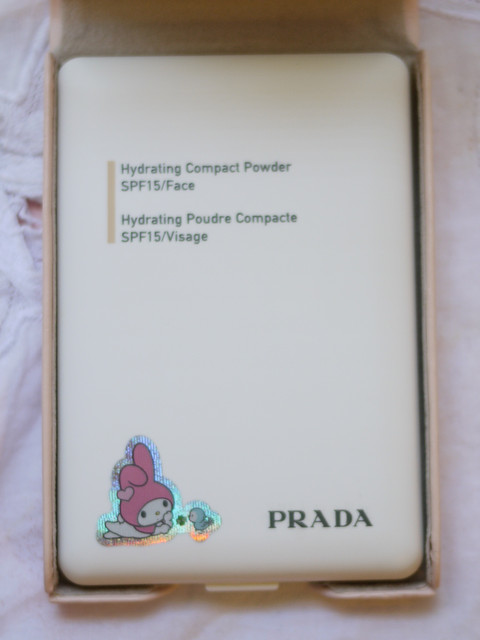 Hydrating Compact Powder
SPF15/Face
Hydrating Poudre Compacte
SPF15/Visage
PRADA